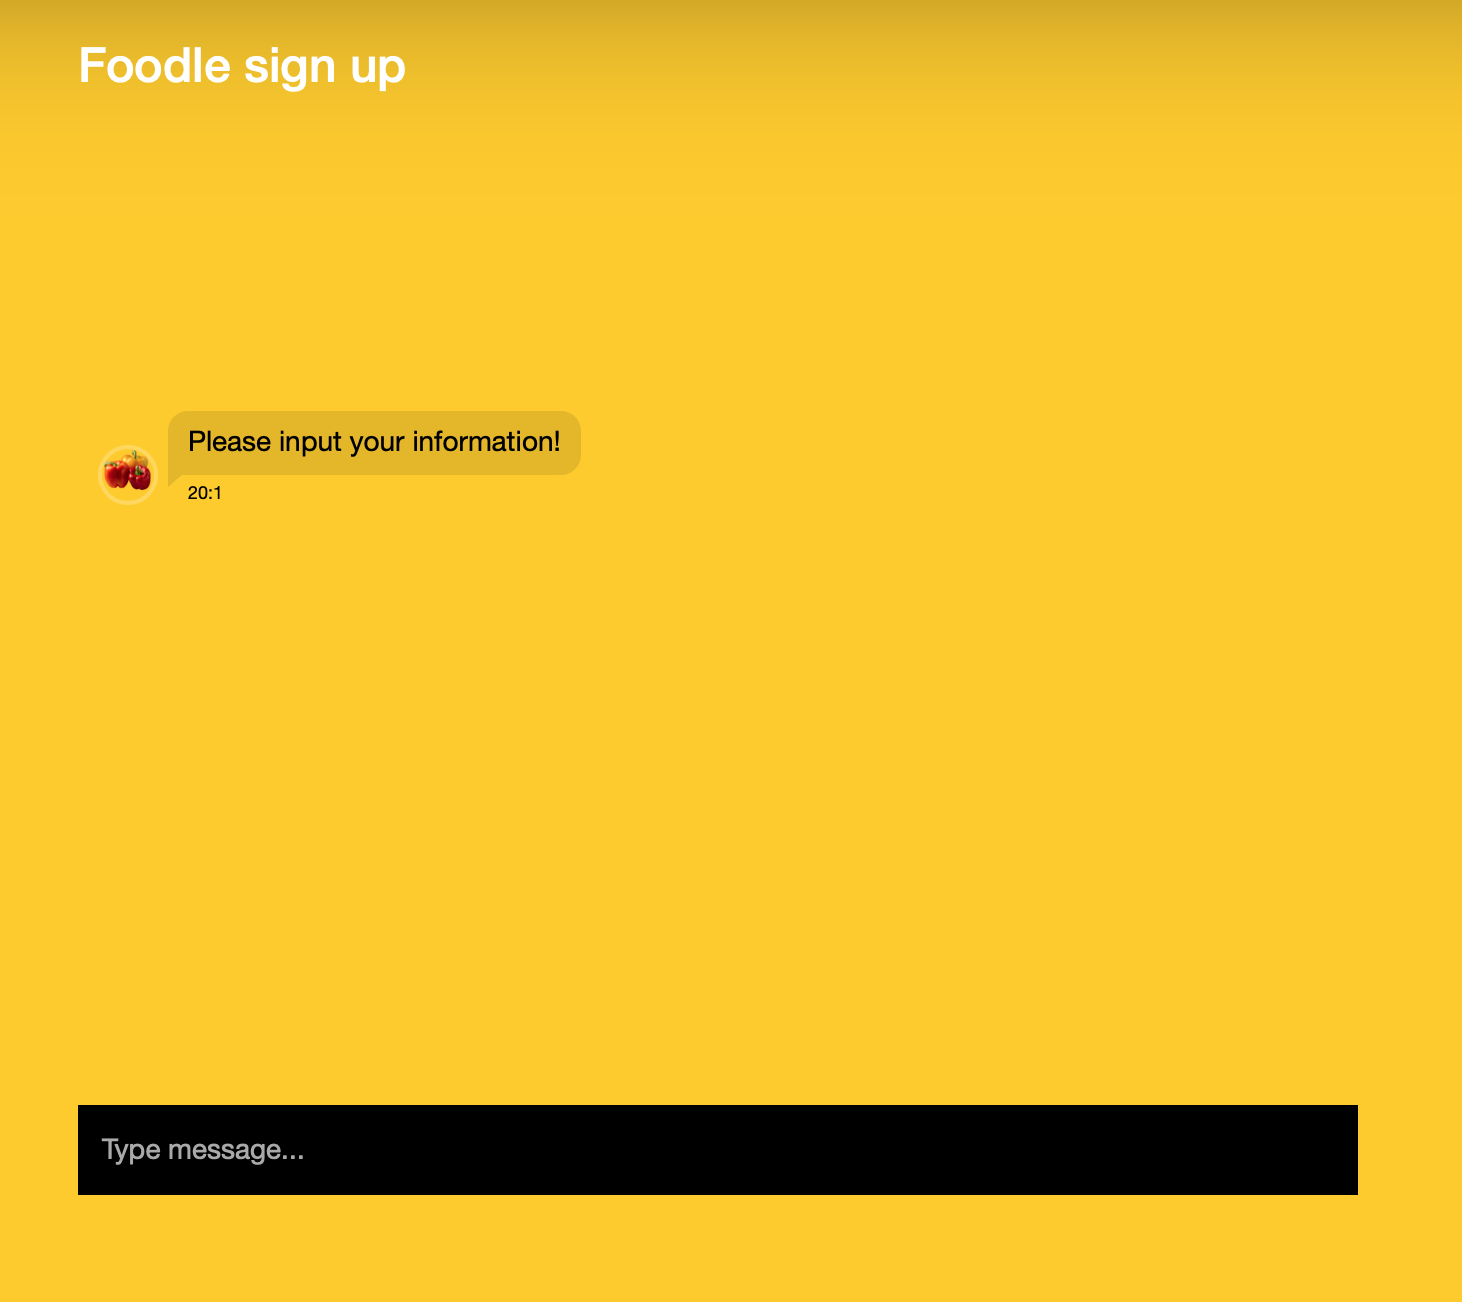 Foodle sign up
Please input your information!
20:1
Type message...